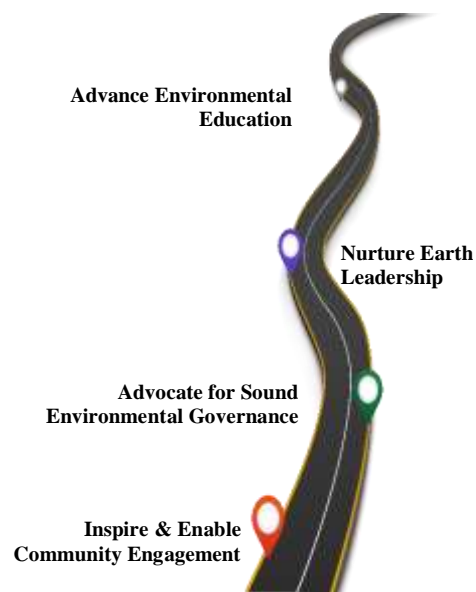 Advance Environmental
Education
Nurture Earth
Leadership
Advocate for Sound
Environmental Governance
Inspire & Enable
Community Engagement